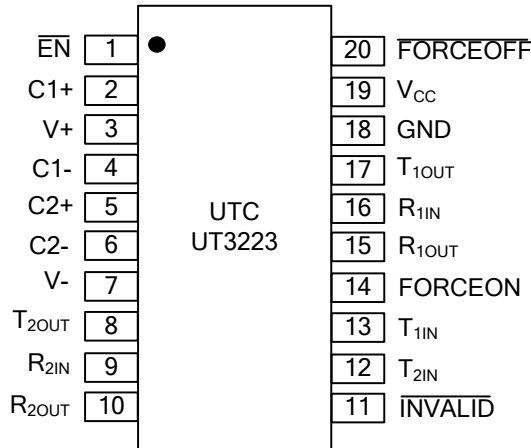 EN 1 20 FORCEOFF
C1+ 2 19 VCC
V+ 3 18 GND
C1- 4 17 T1OUT
C2+ 5 16 R1IN
UTC
C2- 6 15 R1OUT
UT3223
V- 7 14 FORCEON
T2OUT 8 13 T1IN
R2IN 9 12 T2IN
R2OUT 10 11 INVALID